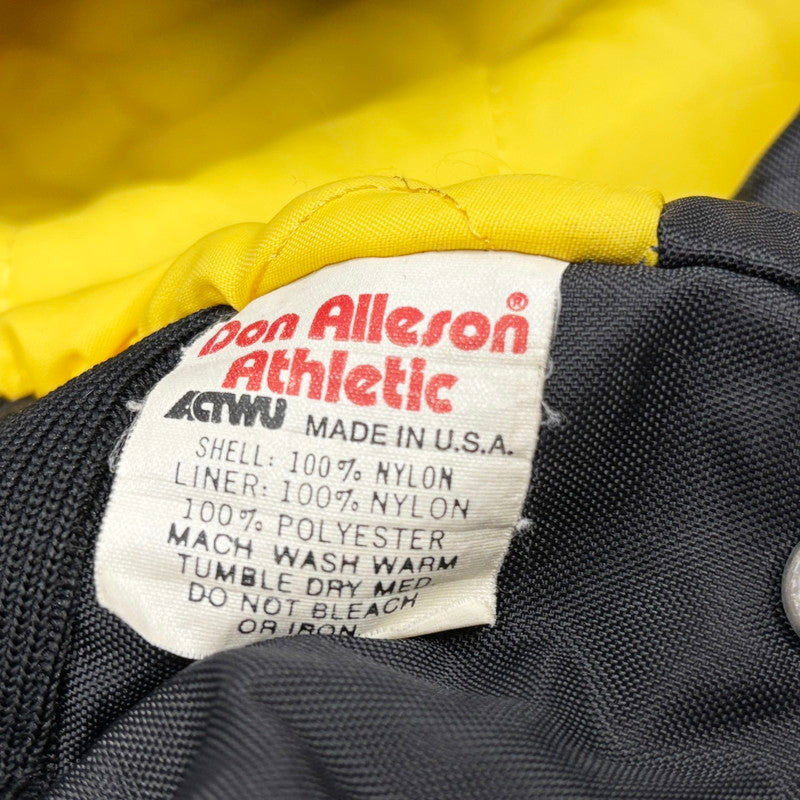 Don Alleson®
Athletic
ACTWU MADE IN U.S.A.
SHELL: 100% NYLON
LINER: 100% NYLON
100% POLYESTER
MACH WASH WARM
TUMBLE DRY MED
DO NOT BLEACH
OR IRON